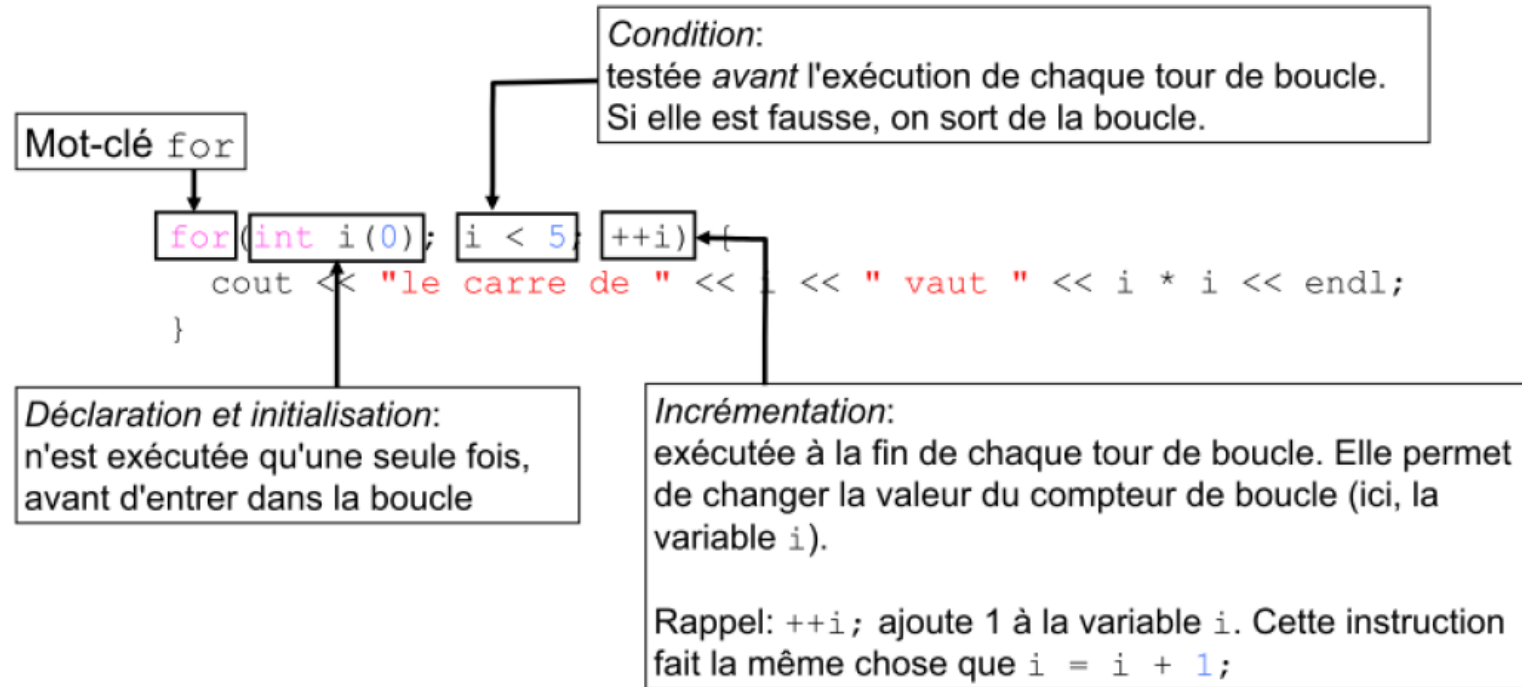 Condition:
testée avant l'exécution de chaque tour de boucle.
Si elle est fausse, on sort de la boucle.
Mot-clé for
for(int i(0); i < 5; ++i) {
cout << "le carre de " << i << " vaut " << i * i << endl;
}
Déclaration et initialisation:
n'est exécutée qu'une seule fois,
avant d'entrer dans la boucle
Incrémentation:
exécutée à la fin de chaque tour de boucle. Elle permet
de changer la valeur du compteur de boucle (ici, la
variable i).
Rappel: ++i; ajoute 1 à la variable i. Cette instruction
fait la même chose que i = i + 1;